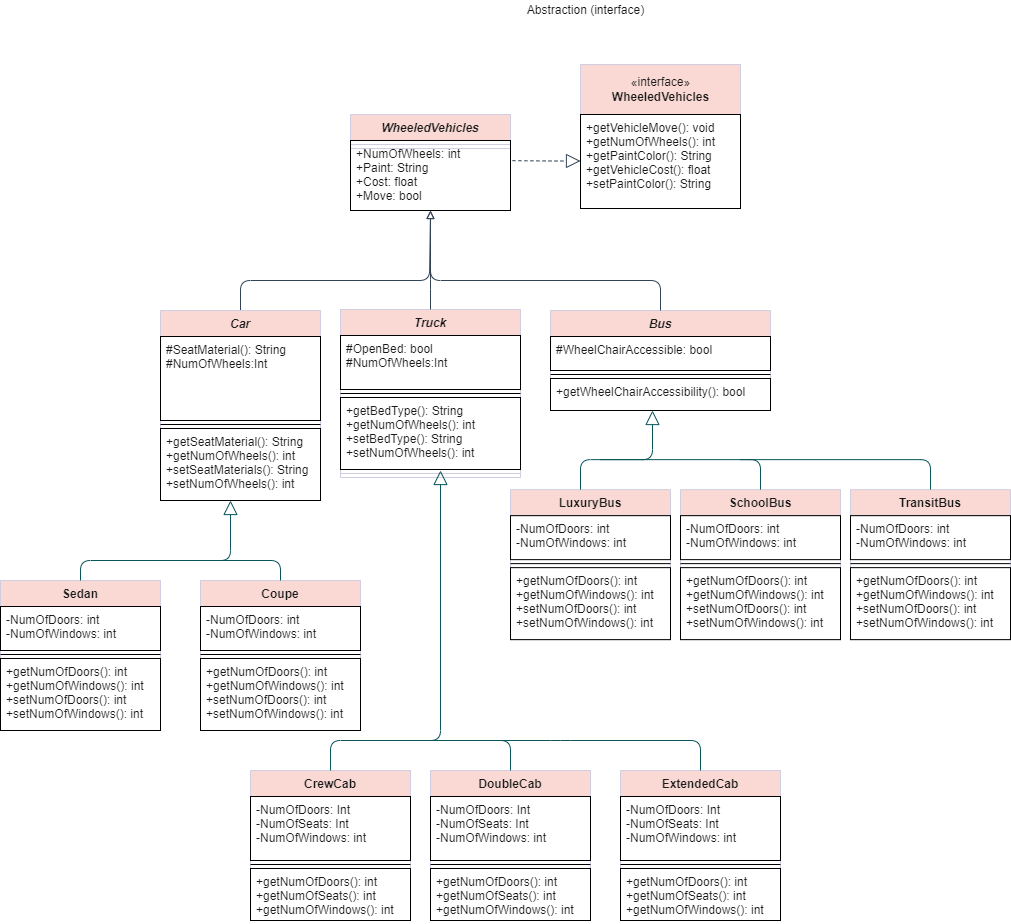 Abstraction (interface)
«interface»
WheeledVehicles
+getVehicleMove(): void
+getNumOfWheels(): int
+getPaintColor(): String
+getVehicleCost(): float
+setPaintColor(): String
WheeledVehicles
+NumOfWheels: int
+Paint: String
+Cost: float
+Move: bool
Car
#SeatMaterial(): String
#NumOfWheels:Int
+getSeatMaterial(): String
+getNumOfWheels(): int
+setSeatMaterials(): String
+setNumOfWheels(): int
Truck
#OpenBed: bool
#NumOfWheels:Int
+getBedType(): String
+getNumOfWheels(): int
+setBedType(): String
+setNumOfWheels(): int
Bus
#WheelChairAccessible: bool
+getWheelChairAccessibility(): bool
LuxuryBus
-NumOfDoors: int
-NumOfWindows: int
+getNumOfDoors(): int
+getNumOfWindows(): int
+setNumOfDoors(): int
+setNumOfWindows(): int
SchoolBus
-NumOfDoors: int
-NumOfWindows: int
+getNumOfDoors(): int
+getNumOfWindows(): int
+setNumOfDoors(): int
+setNumOfWindows(): int
TransitBus
-NumOfDoors: int
-NumOfWindows: int
+getNumOfDoors(): int
+getNumOfWindows(): int
+setNumOfDoors(): int
+setNumOfWindows(): int
Sedan
-NumOfDoors: int
-NumOfWindows: int
+getNumOfDoors(): int
+getNumOfWindows(): int
+setNumOfDoors(): int
+setNumOfWindows(): int
Coupe
-NumOfDoors: int
-NumOfWindows: int
+getNumOfDoors(): int
+getNumOfWindows(): int
+setNumOfDoors(): int
+setNumOfWindows(): int
CrewCab
-NumOfDoors: Int
-NumOfSeats: Int
-NumOfWindows: int
+getNumOfDoors(): int
+getNumOfSeats(): int
+getNumOfWindows(): int
DoubleCab
-NumOfDoors: Int
-NumOfSeats: Int
-NumOfWindows: int
+getNumOfDoors(): int
+getNumOfSeats(): int
+getNumOfWindows(): int
ExtendedCab
-NumOfDoors: Int
-NumOfSeats: Int
-NumOfWindows: int
+getNumOfDoors(): int
+getNumOfSeats(): int
+getNumOfWindows(): int